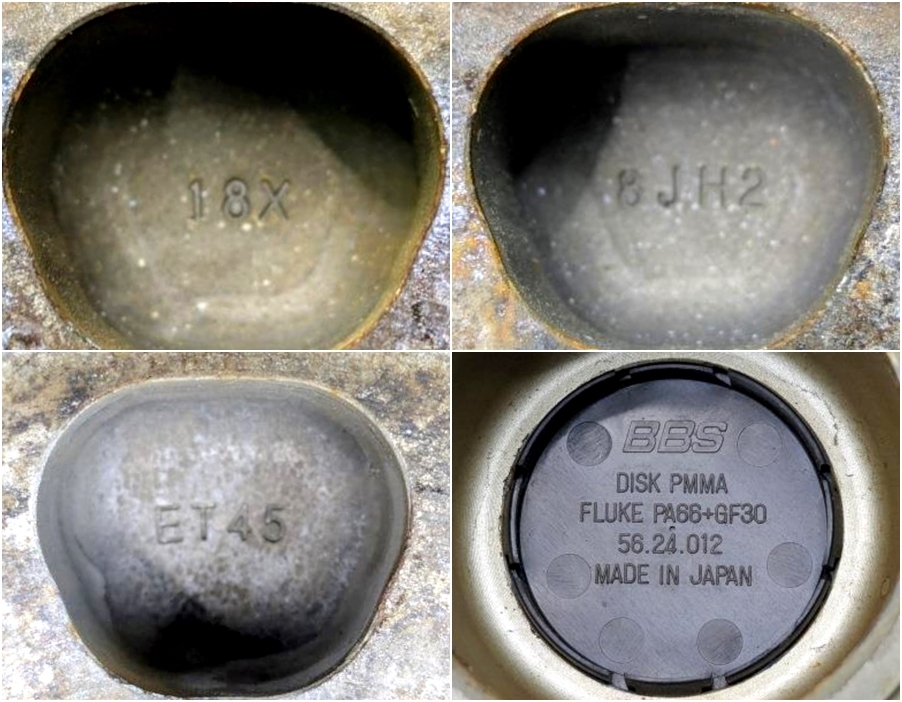 18X
8JH2
ET45
BBS
DISK PMMA
FLUKE PA66+GF30
56.24.012
MADE IN JAPAN